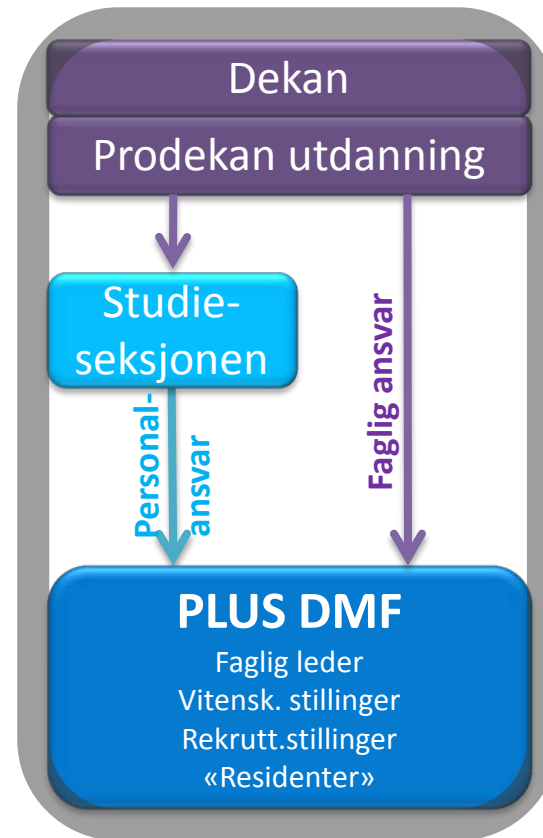 Dekan
Prodekan utdanning
Studie-
seksjonen
Personal-
ansvar
Faglig ansvar
PLUS DMF
Faglig leder
Vitensk. stillinger
Rekrutt.stillinger
«Residenter»